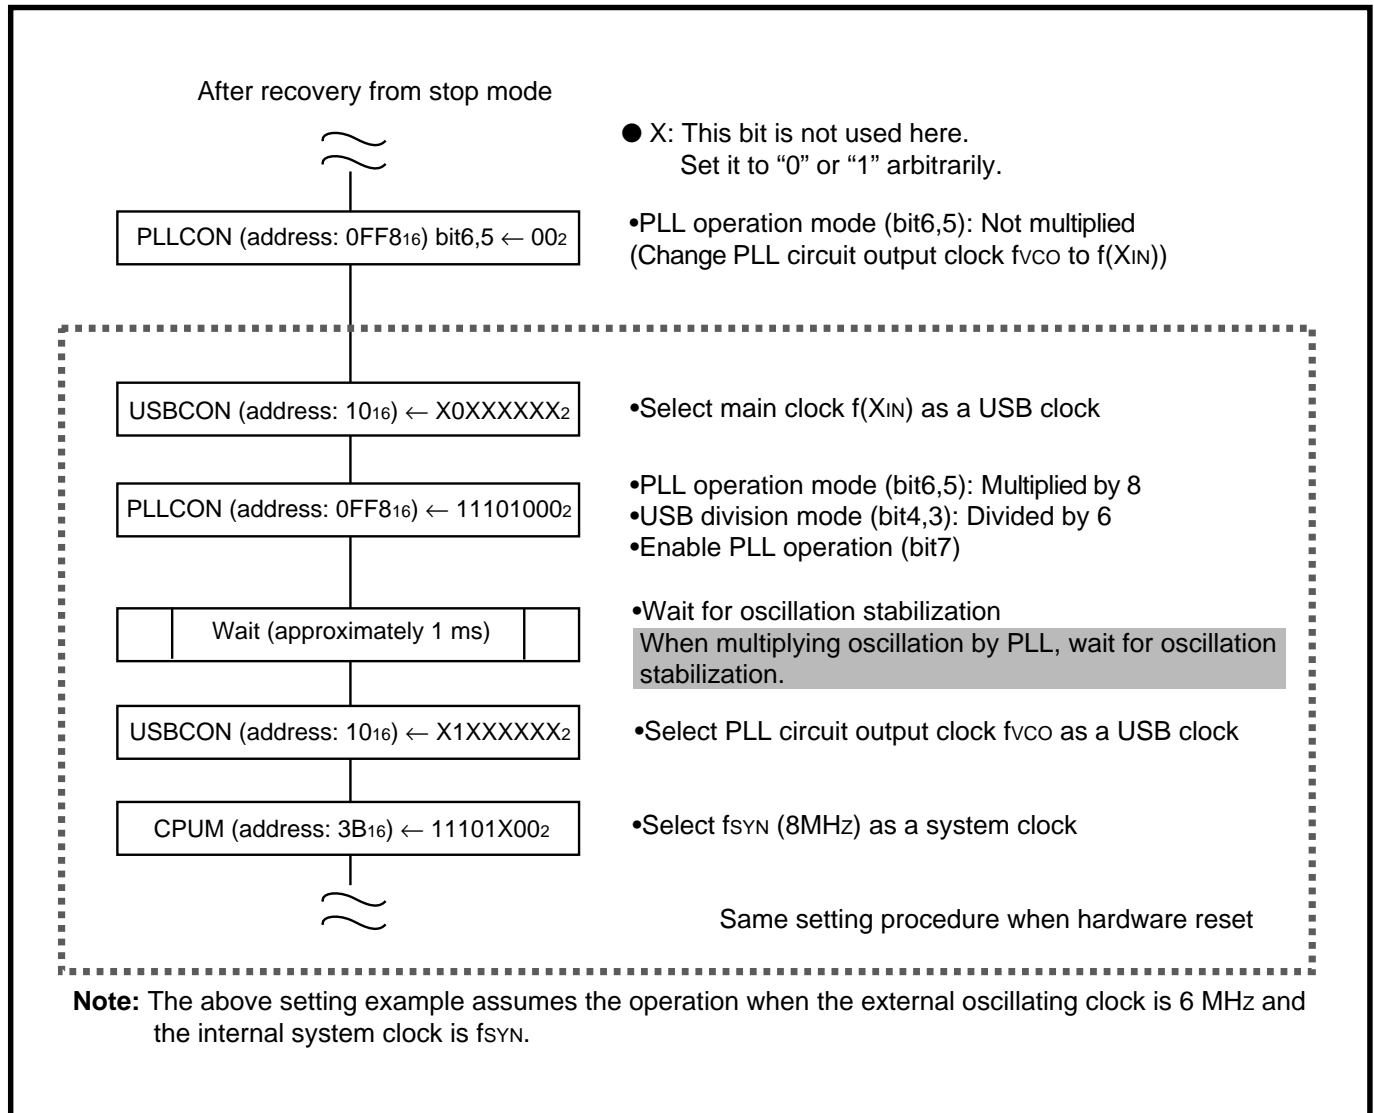 After recovery from stop mode
● X: This bit is not used here.
Set it to “0” or “1” arbitrarily.
PLLCON (address: 0FF816) bit6,5 ← 002
•PLL operation mode (bit6,5): Not multiplied
(Change PLL circuit output clock fVCO to f(XIN))
USBCON (address: 1016) ← X0XXXXXX2
•Select main clock f(XIN) as a USB clock
PLLCON (address: 0FF816) ← 111010002
•PLL operation mode (bit6,5): Multiplied by 8
•USB division mode (bit4,3): Divided by 6
•Enable PLL operation (bit7)
Wait (approximately 1 ms)
•Wait for oscillation stabilization
When multiplying oscillation by PLL, wait for oscillation
stabilization.
USBCON (address: 1016) ← X1XXXXXX2
•Select PLL circuit output clock fVCO as a USB clock
CPUM (address: 3B16) ← 11101X002
•Select fSYN (8MHz) as a system clock
Same setting procedure when hardware reset
Note: The above setting example assumes the operation when the external oscillating clock is 6 MHz and
the internal system clock is fSYN.